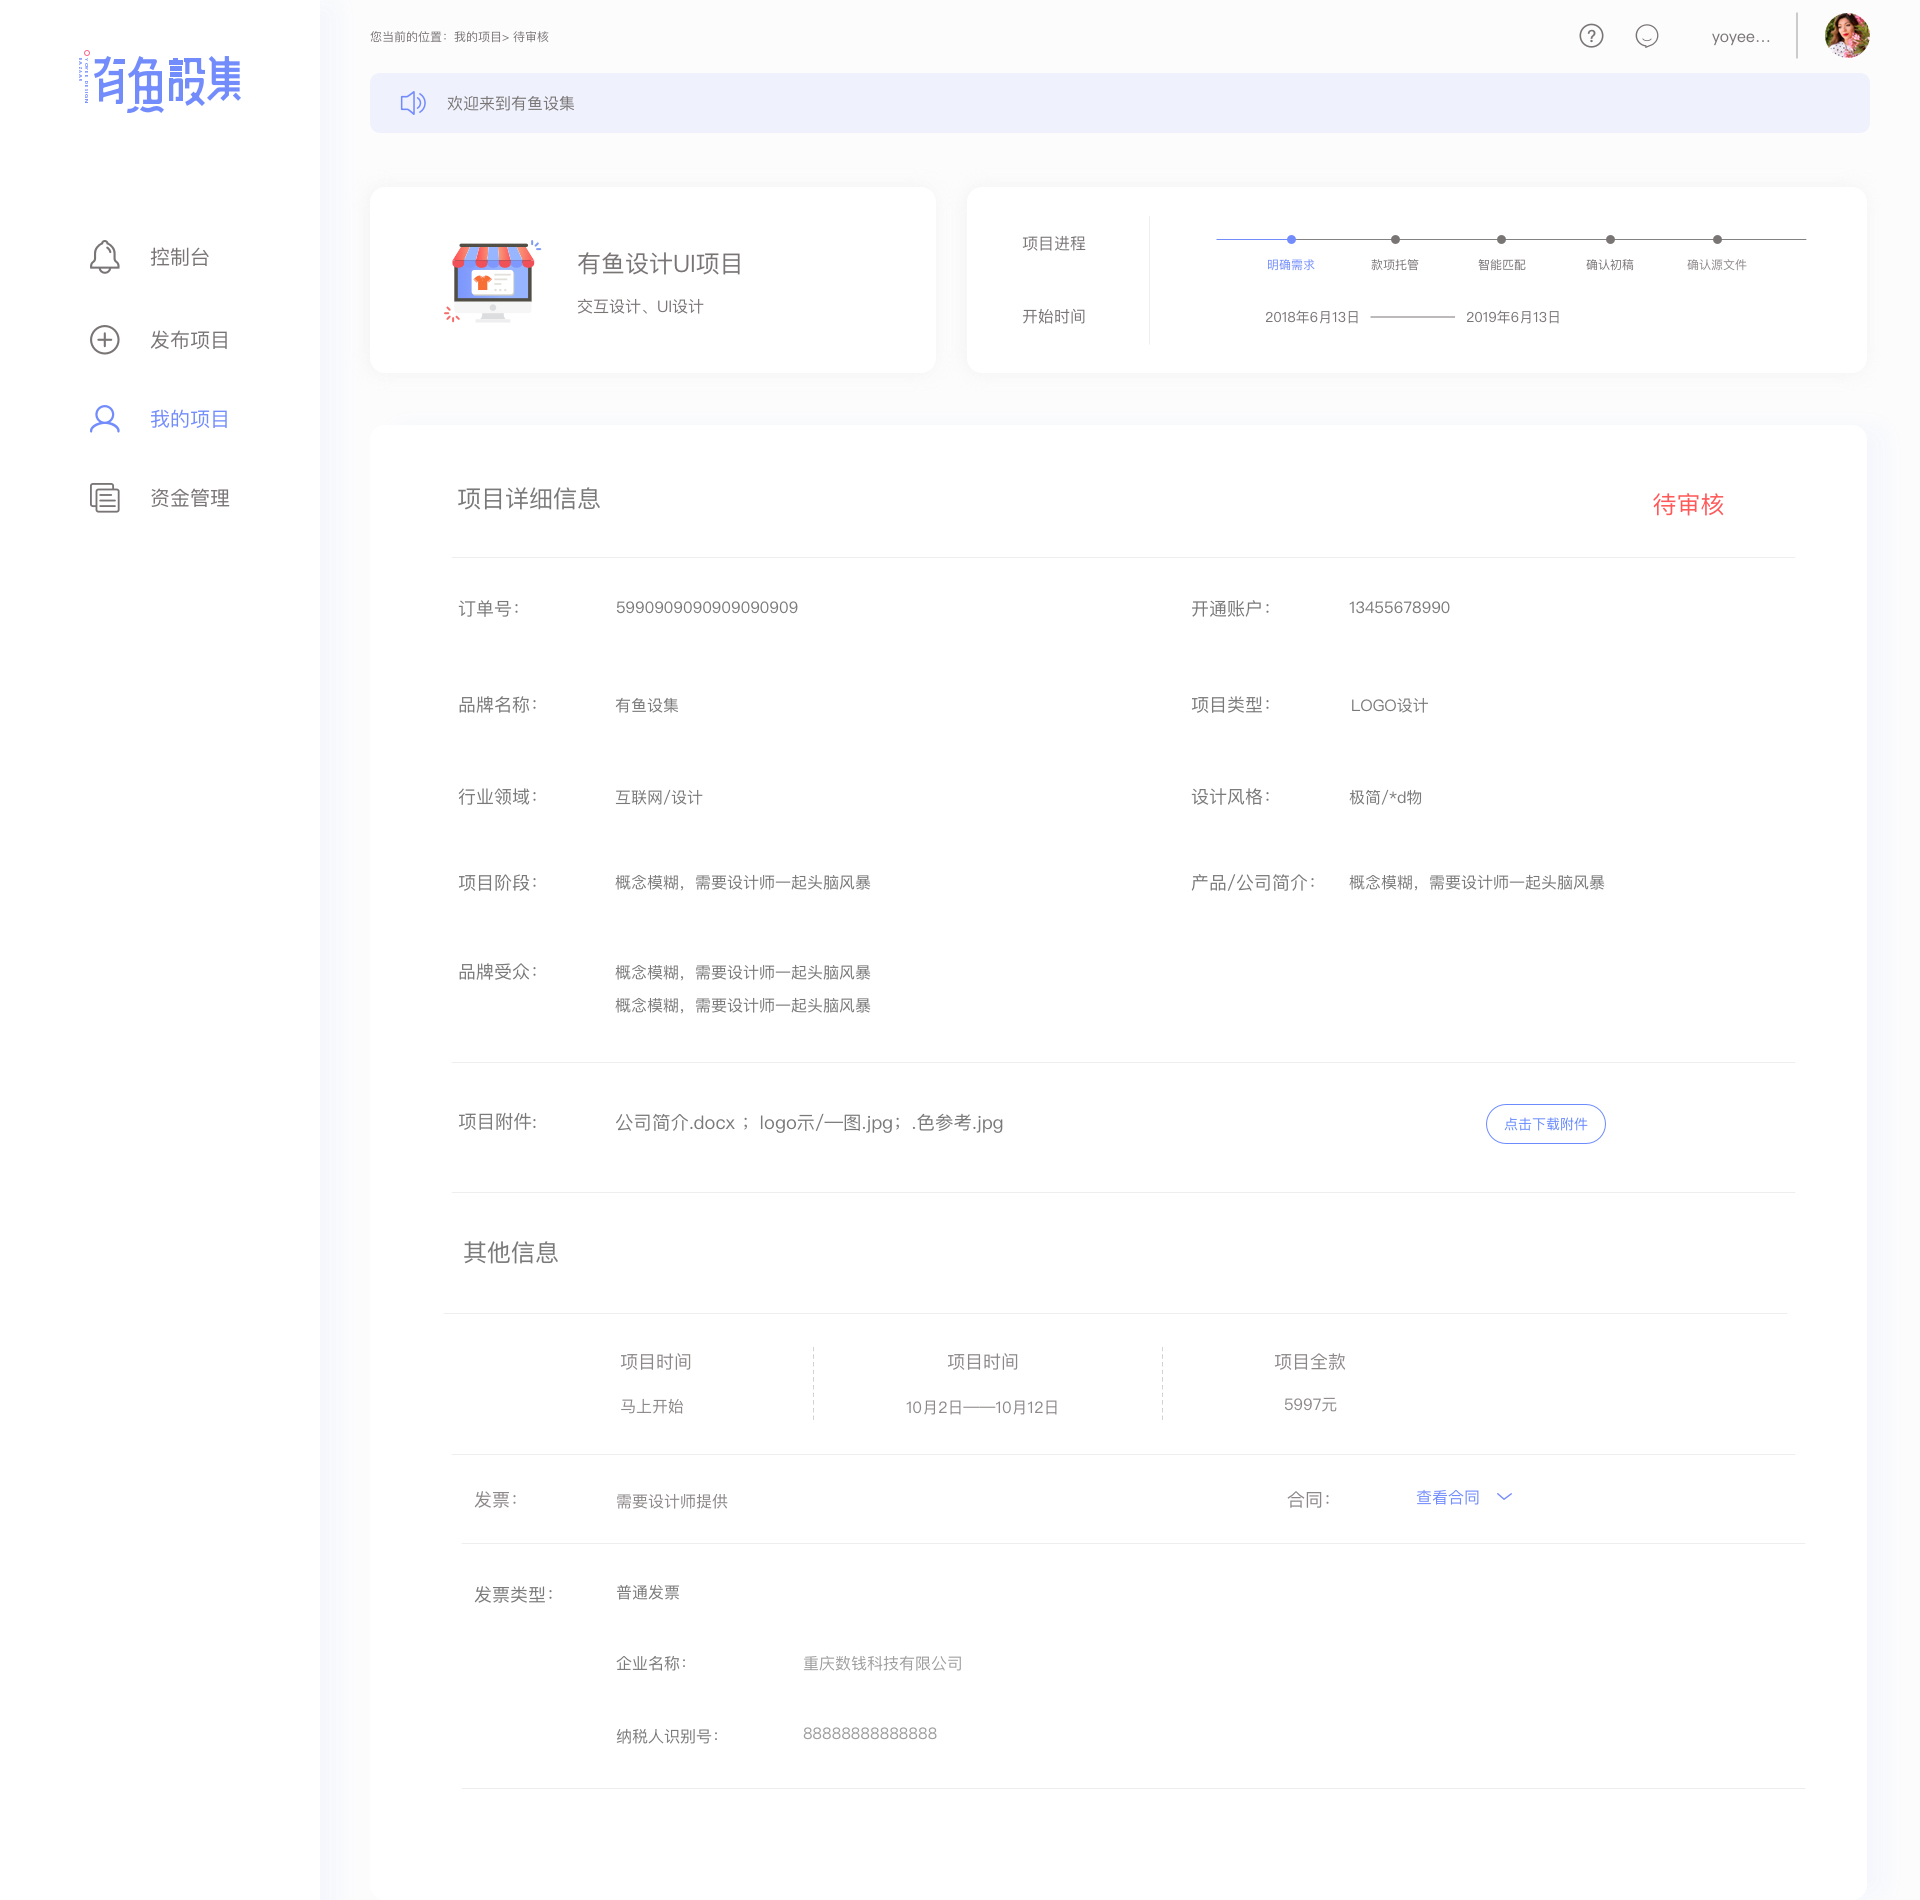 有鱼設集
您当前的位置：我的项目> 待审核
yoyee...
欢迎来到有鱼设集
控制台
发布项目
我的项目
资金管理
有鱼设计UI项目
交互设计、UI设计
项目进程
明确需求
款项托管
智能匹配
确认初稿
确认源文件
开始时间
2018年6月13日
2019年6月13日
项目详细信息
待审核
订单号：
5990909090909090909
开通账户：
13455678990
品牌名称：
有鱼设集
项目类型：
LOGO设计
行业领域：
互联网/设计
设计风格：
极简/*d物
项目阶段：
概念模糊，需要设计师一起头脑风暴
产品/公司简介：
概念模糊，需要设计师一起头脑风暴
品牌受众：
概念模糊，需要设计师一起头脑风暴
概念模糊，需要设计师一起头脑风暴
项目附件:
公司简介.docx ；logo示/—图.jpg；.色参考.jpg
点击下载附件
其他信息
项目时间
项目时间
项目全款
马上开始
10月2日——10月12日
5997元
发票：
需要设计师提供
合同：
查看合同
发票类型：
普通发票
企业名称：
重庆数钱科技有限公司
纳税人识别号：
88888888888888